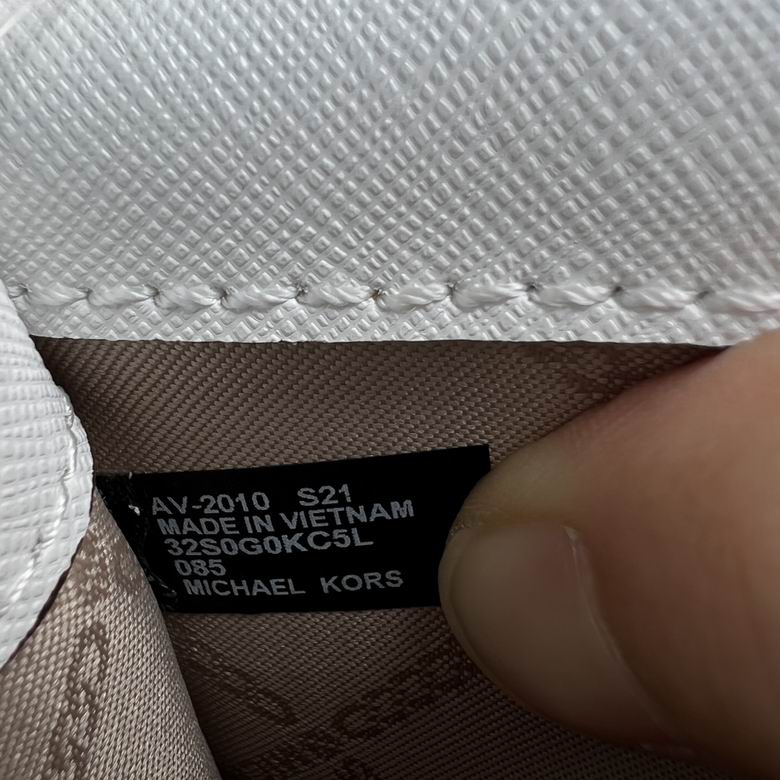 AV-2010 S21
MADE IN VIETNAM
32S0G0KC5L
085
MICHAEL KORS